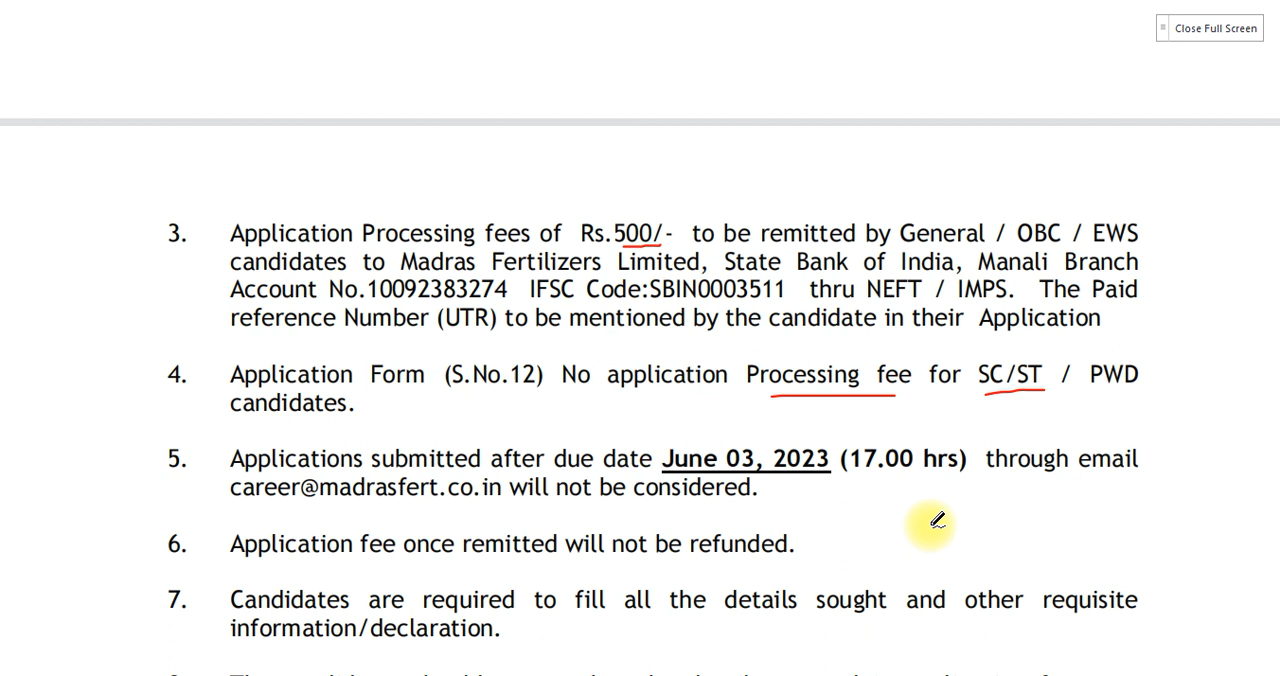 Close Full Screen
3. Application Processing fees of Rs.500/- to be remitted by General / OBC / EWS
candidates to Madras Fertilizers Limited, State Bank of India, Manali Branch
Account No.10092383274 IFSC Code:SBIN0003511 thru NEFT / IMPS. The Paid
reference Number (UTR) to be mentioned by the candidate in their Application
4. Application Form (S.No.12) No application Processing fee for SC/ST / PWD
candidates.
5. Applications submitted after due date June 03, 2023 (17.00 hrs) through email
career@madrasfert.co.in will not be considered.
6. Application fee once remitted will not be refunded.
7. Candidates are required to fill all the details sought and other requisite
information/declaration.